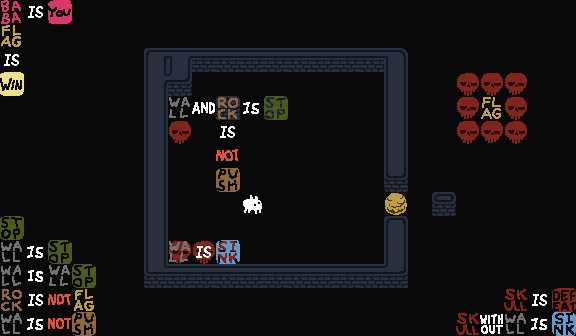 BABA IS YOU
FLAG
IS
WIN
WALL AND ROCK IS STOP
IS
NOT
PUSH
FLAG
WALL IS SINK
STOP
WALL IS STOP
WALL IS WALL STOP
ROCK IS NOT FLAG
WALL IS NOT PUSH
SKULL IS DEFEAT
SKULL WITHOUT WALL IS SINK